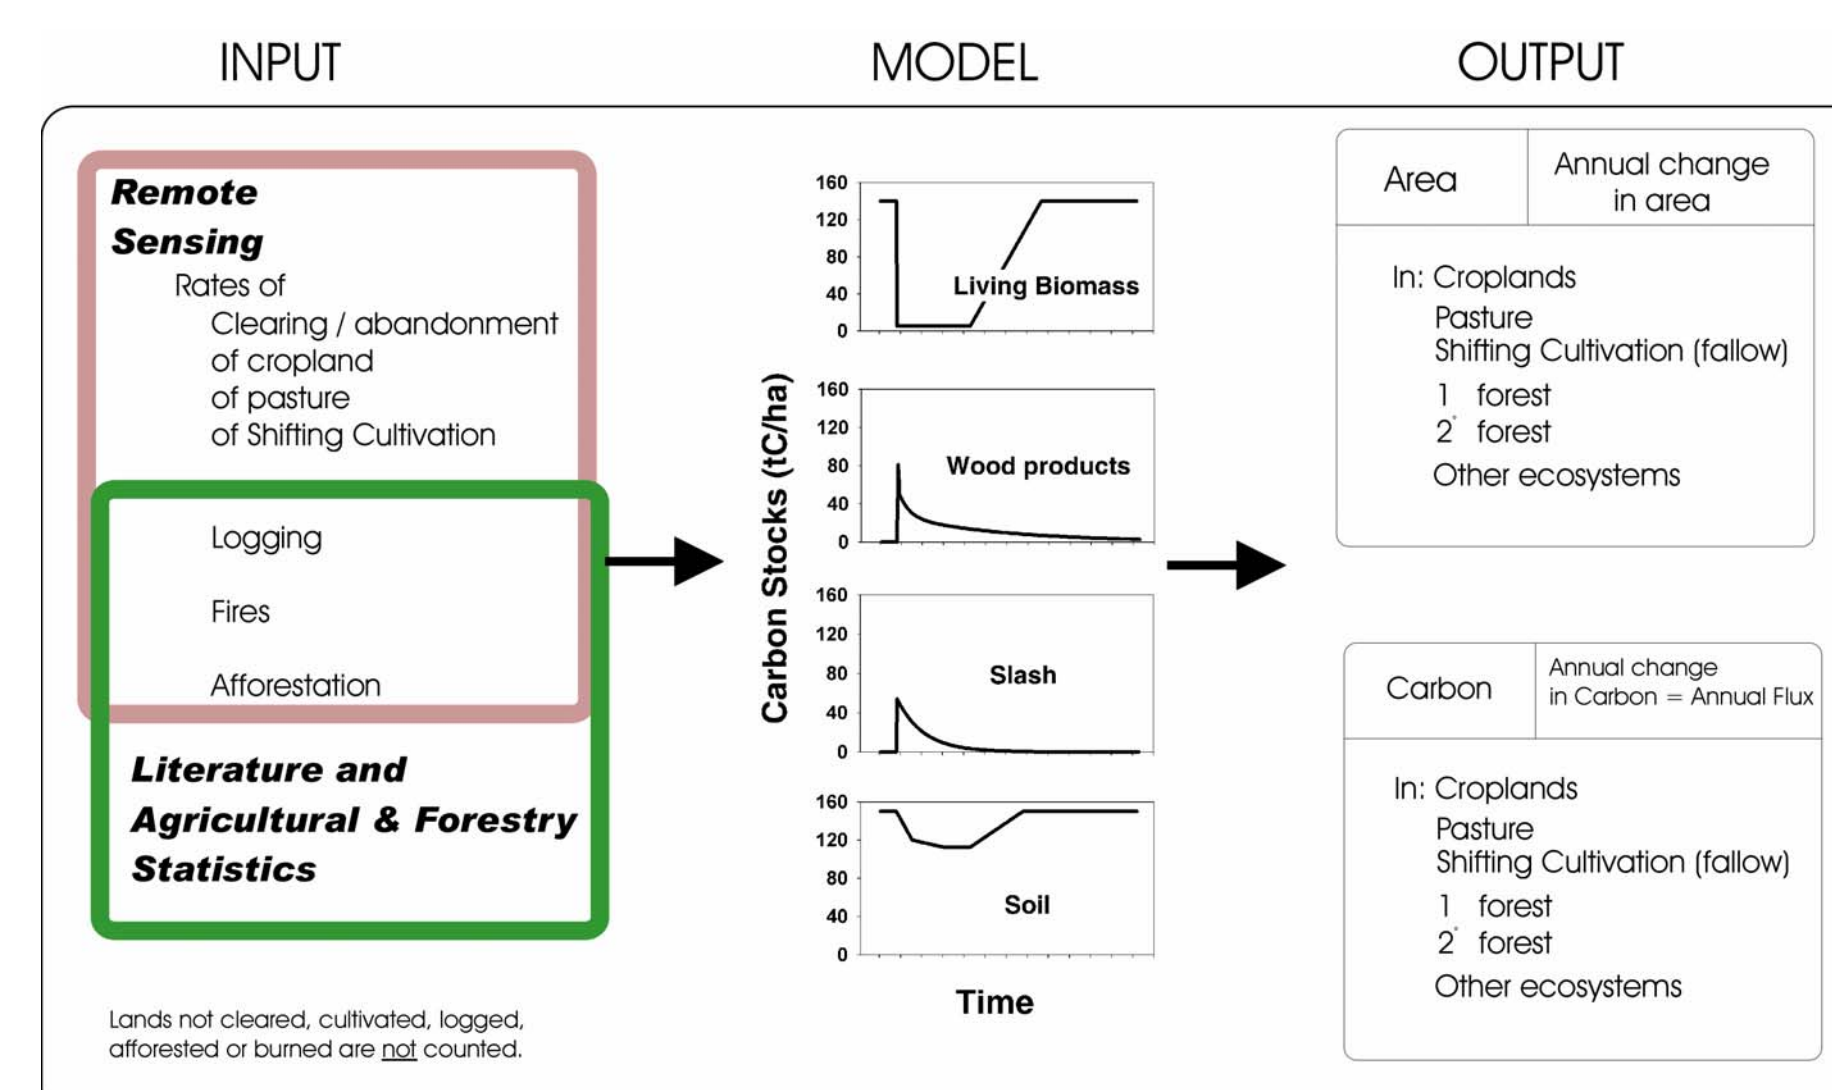 INPUT
MODEL
OUTPUT
Remote
Sensing
Rates of
Clearing / abandonment
of cropland
of pasture
of Shifting Cultivation
Logging
Fires
Afforestation
Literature and
Agricultural & Forestry
Statistics
Lands not cleared, cultivated, logged,
afforested or burned are not counted.
Carbon Stocks (tC/ha)
160
120
80
40
0
Living Biomass
160
120
80
40
0
Wood products
160
120
80
40
0
Slash
160
120
80
40
0
Soil
Time
Area
Annual change
in area
In: Croplands
Pasture
Shifting Cultivation (fallow)
1 forest
2° forest
Other ecosystems
Carbon
Annual change
in Carbon = Annual Flux
In: Croplands
Pasture
Shifting Cultivation (fallow)
1 forest
2° forest
Other ecosystems